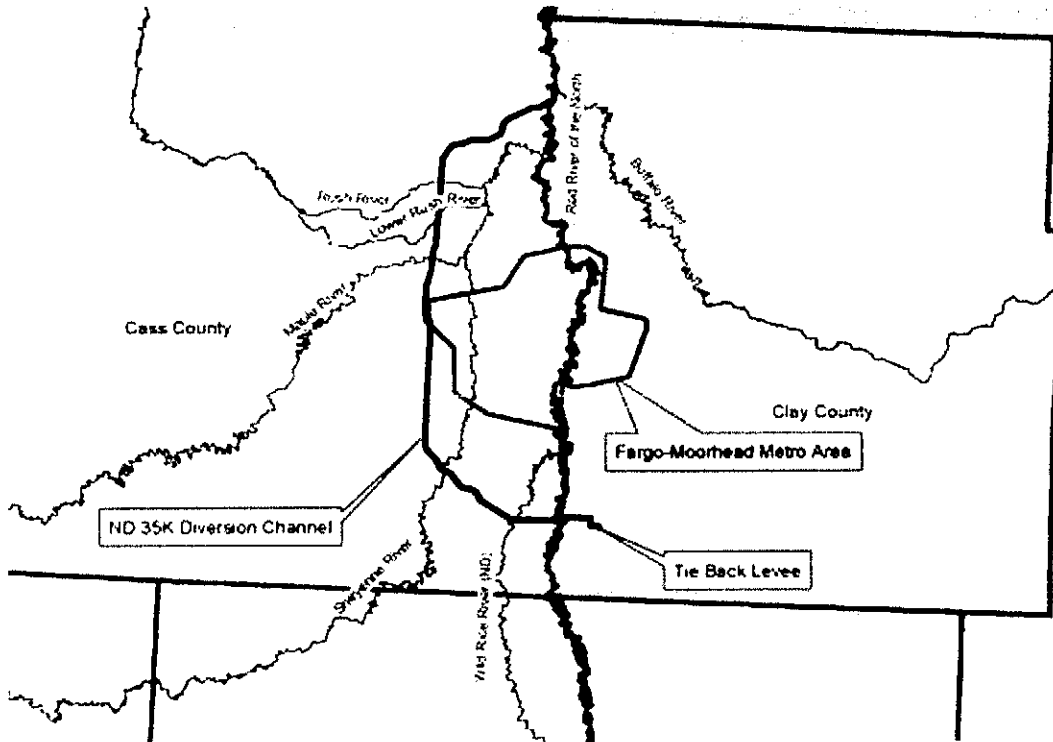 Red River of the North
Buffalo River
Rush River
Lower Rush River
Maple River
Cass County
Clay County
Fargo-Moorhead Metro Area
ND 35K Diversion Channel
Tie Back Levee
Sheyenne River
Wild Rice River (ND)